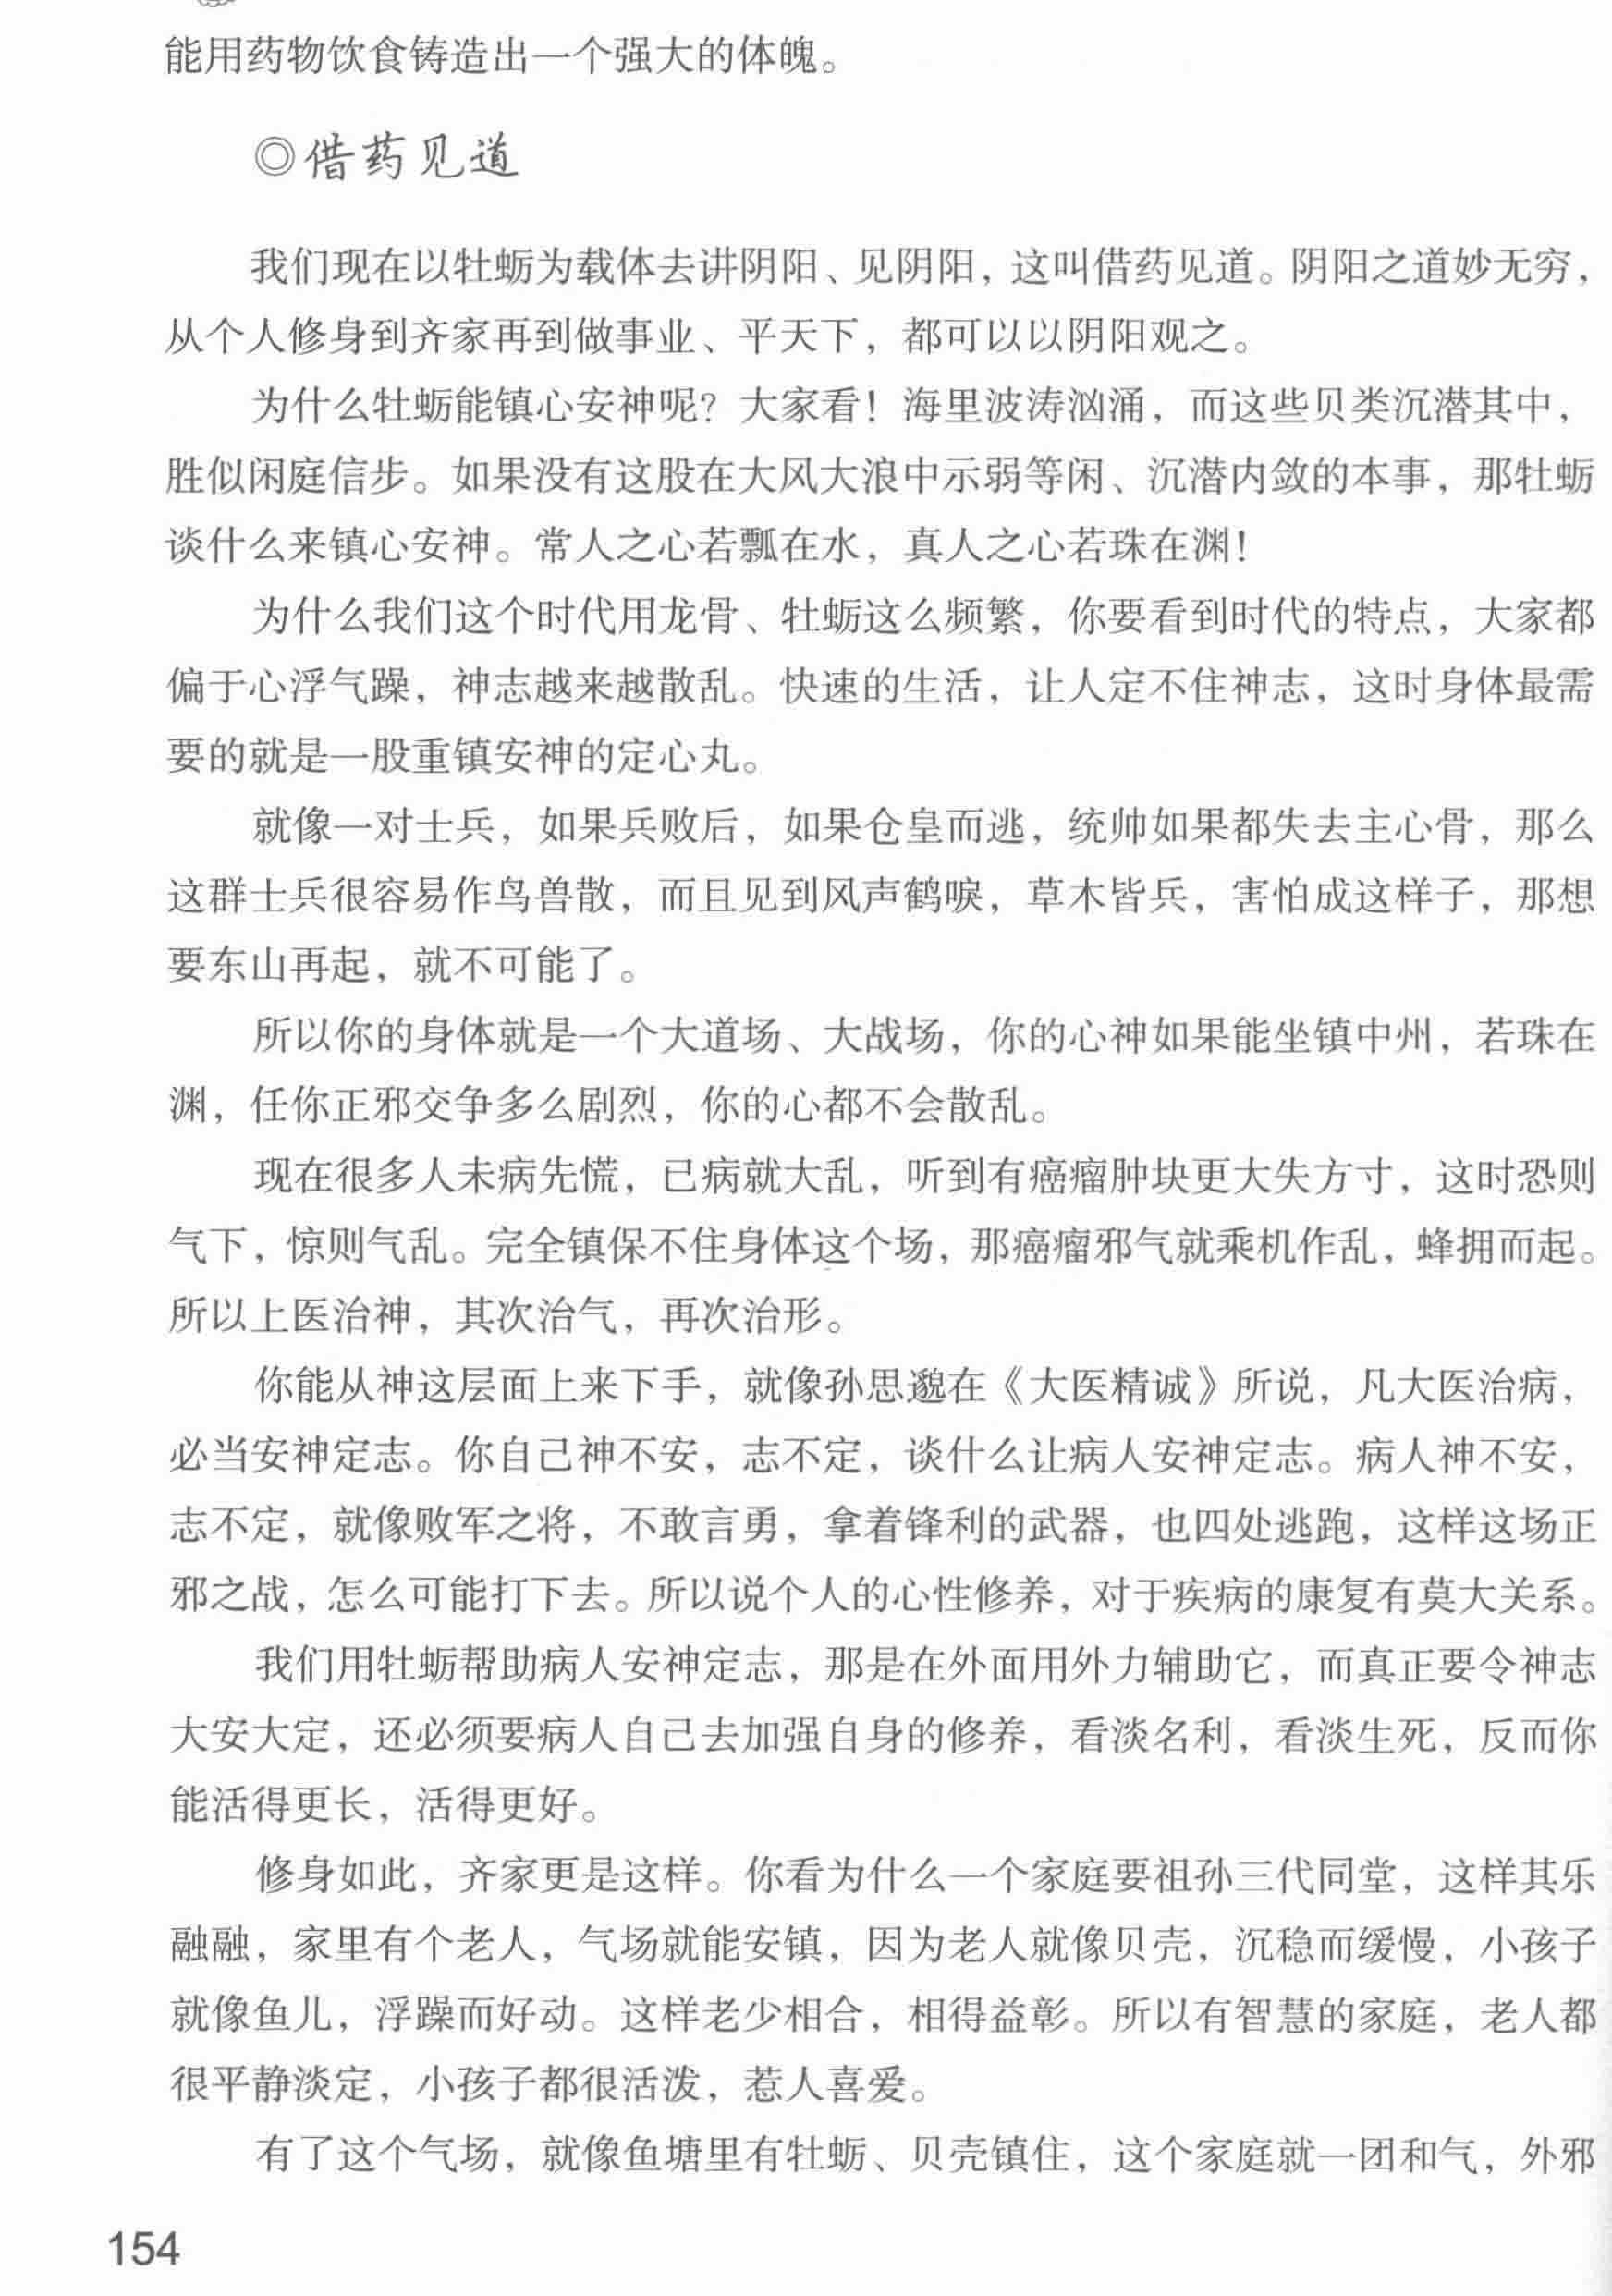 能用药物饮食铸造出一个强大的体魄。
◎借药见道
我们现在以牡蛎为载体去讲阴阳、见阴阳，这叫借药见道。阴阳之道妙无穷，
从个人修身到齐家再到做事业、平天下，都可以以阴阳观之。
为什么牡蛎能镇心安神呢？大家看！海里波涛汹涌，而这些贝类沉潜其中，
胜似闲庭信步。如果没有这股在大风大浪中示弱等闲、沉潜内敛的本事，那牡蛎
谈什么来镇心安神。常人之心若瓢在水，真人之心若珠在渊！
为什么我们这个时代用龙骨、牡蛎这么频繁，你要看到时代的特点，大家都
偏于心浮气躁，神志越来越散乱。快速的生活，让人定不住神志，这时身体最需
要的就是一股重镇安神的定心丸。
就像一对士兵，如果兵败后，如果仓皇而逃，统帅如果都失去主心骨，那么
这群士兵很容易作鸟兽散，而且见到风声鹤唳，草木皆兵，害怕成这样子，那想
要东山再起，就不可能了。
所以你的身体就是一个大道场、大战场，你的心神如果能坐镇中州，若珠在
渊，任你正邪交争多么剧烈，你的心都不会散乱。
现在很多人未病先慌，已病就大乱，听到有癌瘤肿块更大失方寸，这时恐则
气下，惊则气乱。完全镇保不住身体这个场，那癌瘤邪气就乘机作乱，蜂拥而起。
所以上医治神，其次治气，再次治形。
你能从神这层面上来下手，就像孙思邈在《大医精诚》所说，凡大医治病，
必当安神定志。你自己神不安，志不定，谈什么让病人安神定志。病人神不安，
志不定，就像败军之将，不敢言勇，拿着锋利的武器，也四处逃跑，这样这场正
邪之战，怎么可能打下去。所以说个人的心性修养，对于疾病的康复有莫大关系。
我们用牡蛎帮助病人安神定志，那是在外面用外力辅助它，而真正要令神志
大安大定，还必须要病人自己去加强自身的修养，看淡名利，看淡生死，反而你
能活得更长，活得更好。
修身如此，齐家更是这样。你看为什么一个家庭要祖孙三代同堂，这样其乐
融融，家里有个老人，气场就能安镇，因为老人就像贝壳，沉稳而缓慢，小孩子
就像鱼儿，浮躁而好动。这样老少相合，相得益彰。所以有智慧的家庭，老人都
很平静淡定，小孩子都很活泼，惹人喜爱。
有了这个气场，就像鱼塘里有牡蛎、贝壳镇住，这个家庭就一团和气，外邪
154